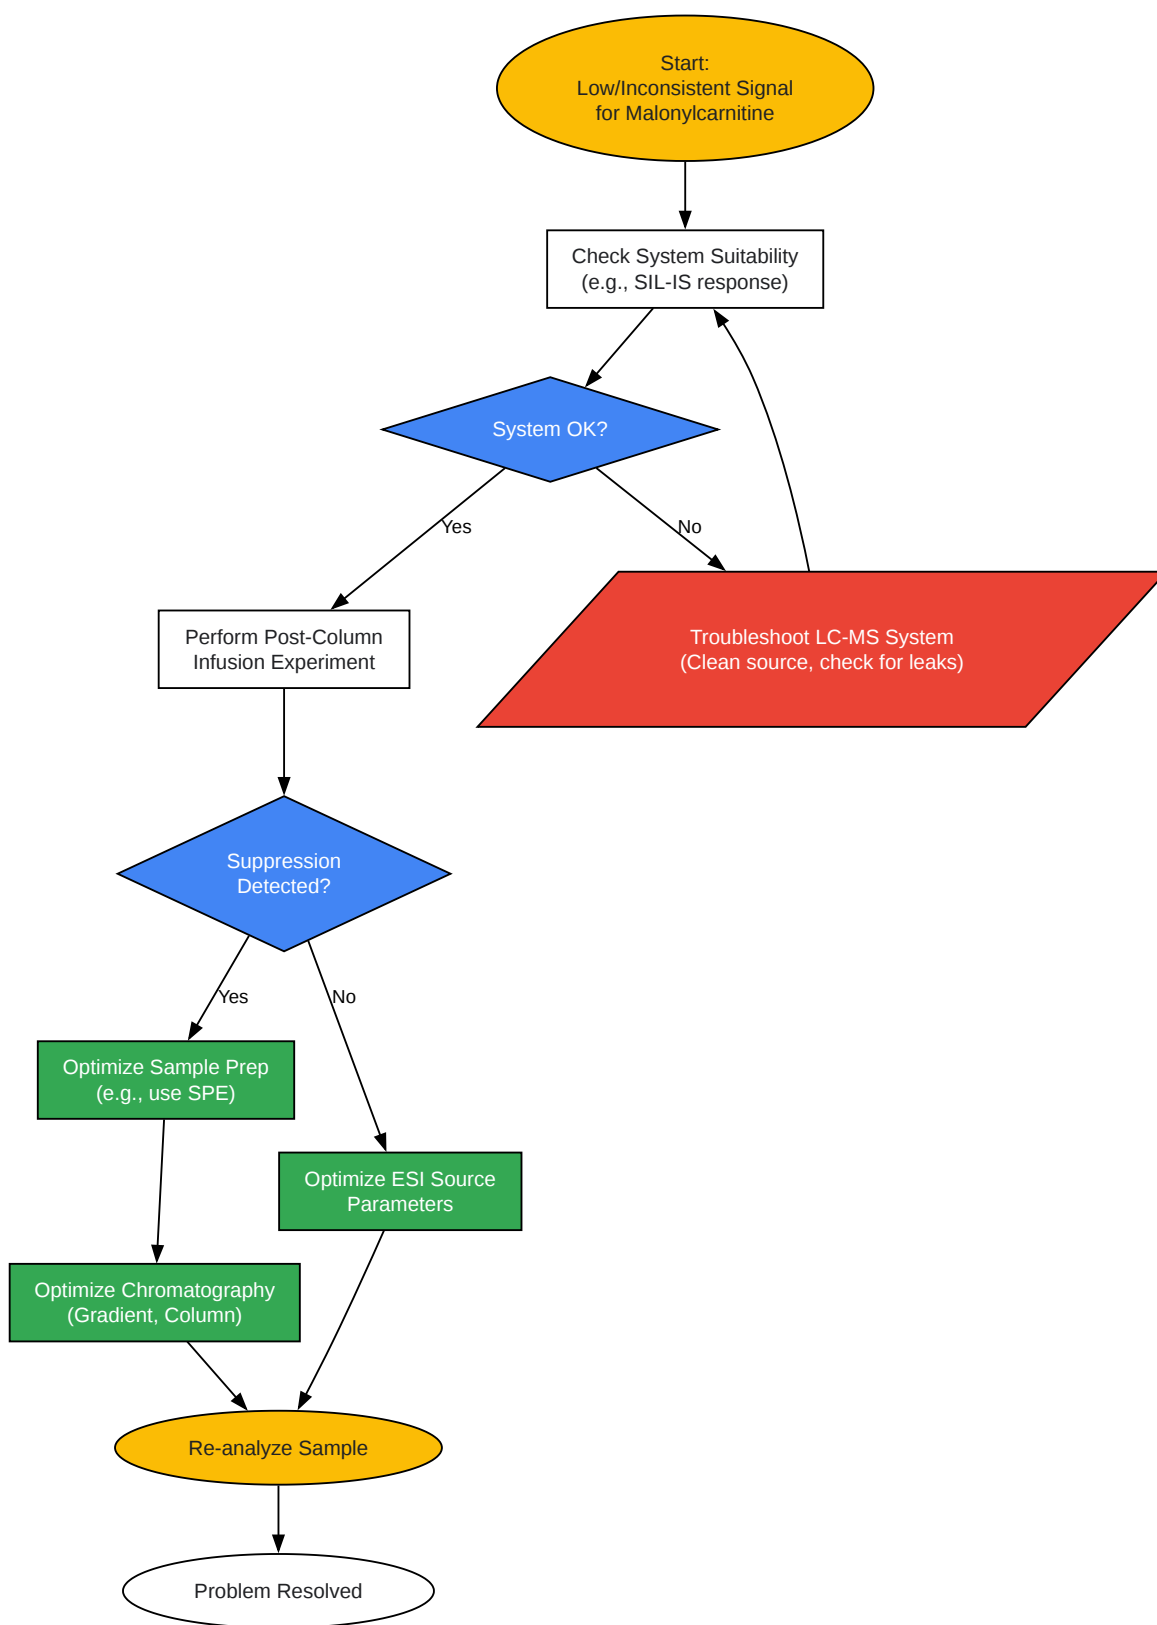 Start:
Low/Inconsistent Signal
for Malonylcarnitine
Check System Suitability
(e.g., SIL-IS response)
System OK?
Yes
No
Perform Post-Column
Infusion Experiment
Troubleshoot LC-MS System
(Clean source, check for leaks)
Suppression
Detected?
Yes
No
Optimize Sample Prep
(e.g., use SPE)
Optimize ESI Source
Parameters
Optimize Chromatography
(Gradient, Column)
Re-analyze Sample
Problem Resolved